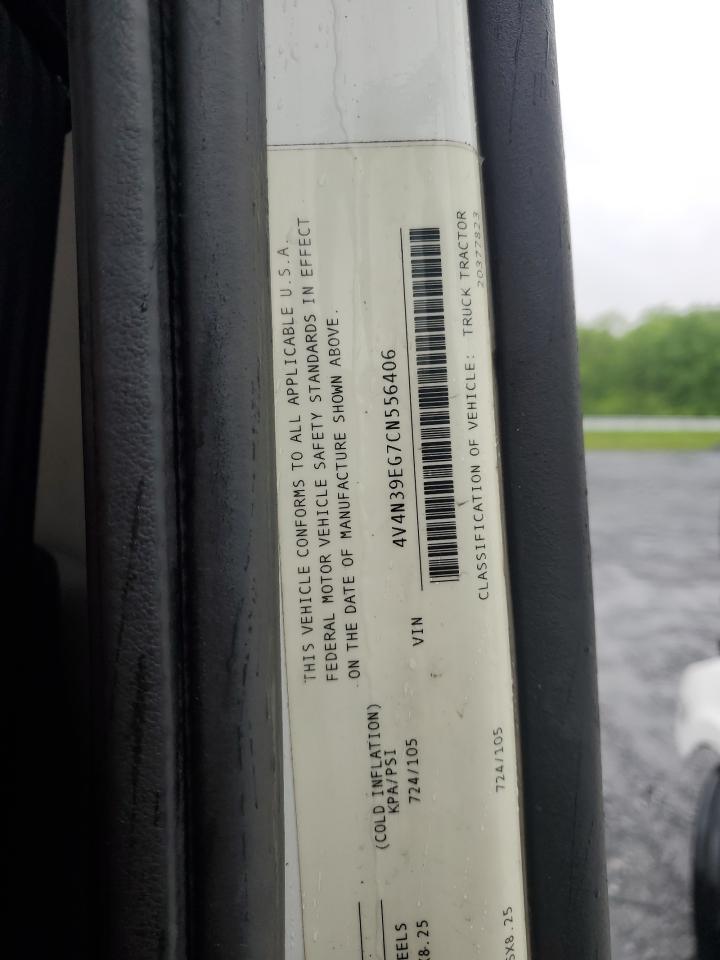 THIS VEHICLE CONFORMS TO ALL APPLICABLE U.S.A.
FEDERAL MOTOR VEHICLE SAFETY STANDARDS IN EFFECT
ON THE DATE OF MANUFACTURE SHOWN ABOVE.
(COLD INFLATION)
KPA/PSI
EELS
X8.25
724/105
VIN
4V4N39EG7CN556406
CLASSIFICATION OF VEHICLE: TRUCK TRACTOR
20377823
5X8.25
724/105